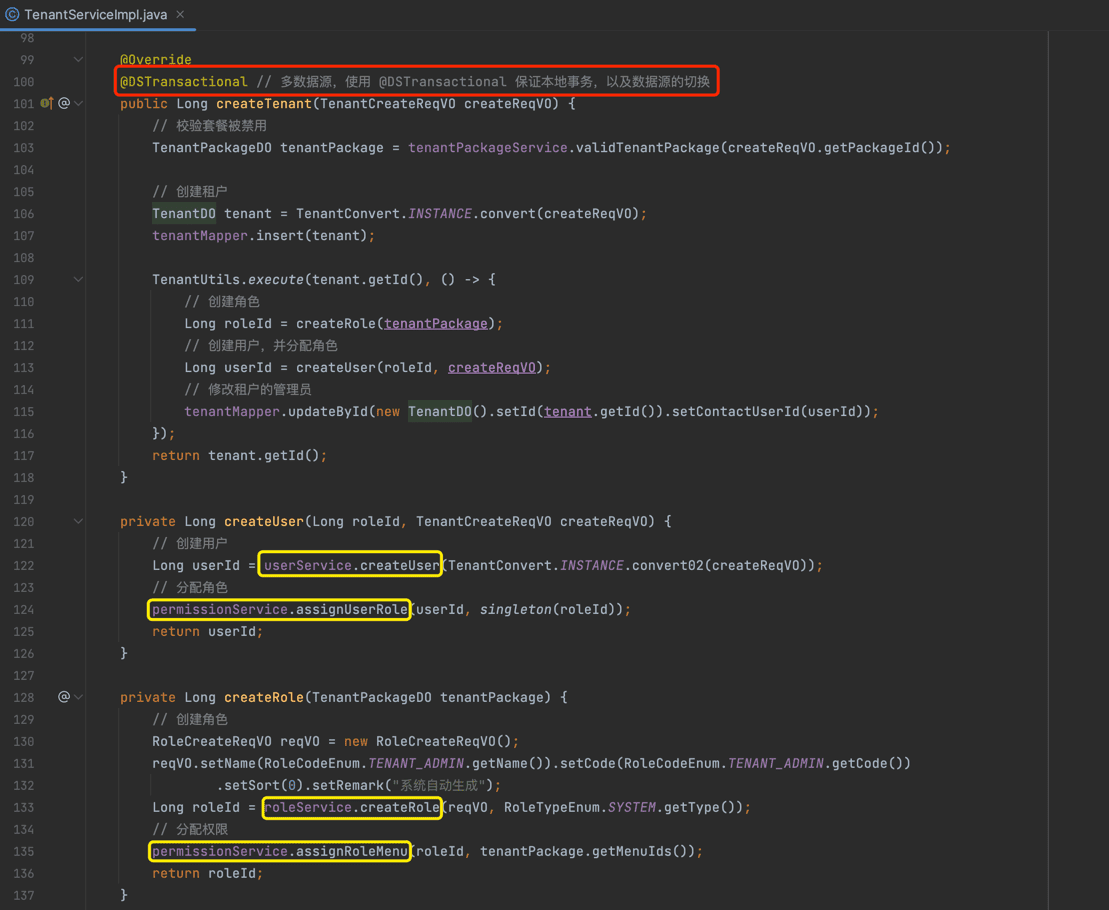 TenantServiceImpl.java
98
99 @Override
100 @DSTransactional // 多数据源，使用 @DSTransactional 保证本地事务，以及数据源的切换
101 public Long createTenant(TenantCreateReqVO createReqVO) {
102 // 校验套餐被禁用
103 TenantPackageDO tenantPackage = tenantPackageService.validTenantPackage(createReqVO.getPackageId());
104
105 // 创建租户
106 TenantDO tenant = TenantConvert.INSTANCE.convert(createReqVO);
107 tenantMapper.insert(tenant);
108
109 TenantUtils.execute(tenant.getId(), () -> {
110 // 创建角色
111 Long roleId = createRole(tenantPackage);
112 // 创建用户，并分配角色
113 Long userId = createUser(roleId, createReqVO);
114 // 修改租户的管理员
115 tenantMapper.updateById(new TenantDO().setId(tenant.getId()).setContactUserId(userId));
116 });
117 return tenant.getId();
118 }
119
120 private Long createUser(Long roleId, TenantCreateReqVO createReqVO) {
121 // 创建用户
122 Long userId = userService.createUser(TenantConvert.INSTANCE.convert02(createReqVO));
123 // 分配角色
124 permissionService.assignUserRole(userId, singleton(roleId));
125 return userId;
126 }
127
128 private Long createRole(TenantPackageDO tenantPackage) {
129 // 创建角色
130 RoleCreateReqVO reqVO = new RoleCreateReqVO();
131 reqVO.setName(RoleCodeEnum.TENANT_ADMIN.getName()).setCode(RoleCodeEnum.TENANT_ADMIN.getCode())
132 .setSort(0).setRemark("系统自动生成");
133 Long roleId = roleService.createRole(reqVO, RoleTypeEnum.SYSTEM.getType());
134 // 分配权限
135 permissionService.assignRoleMenu(roleId, tenantPackage.getMenuIds());
136 return roleId;
137 }